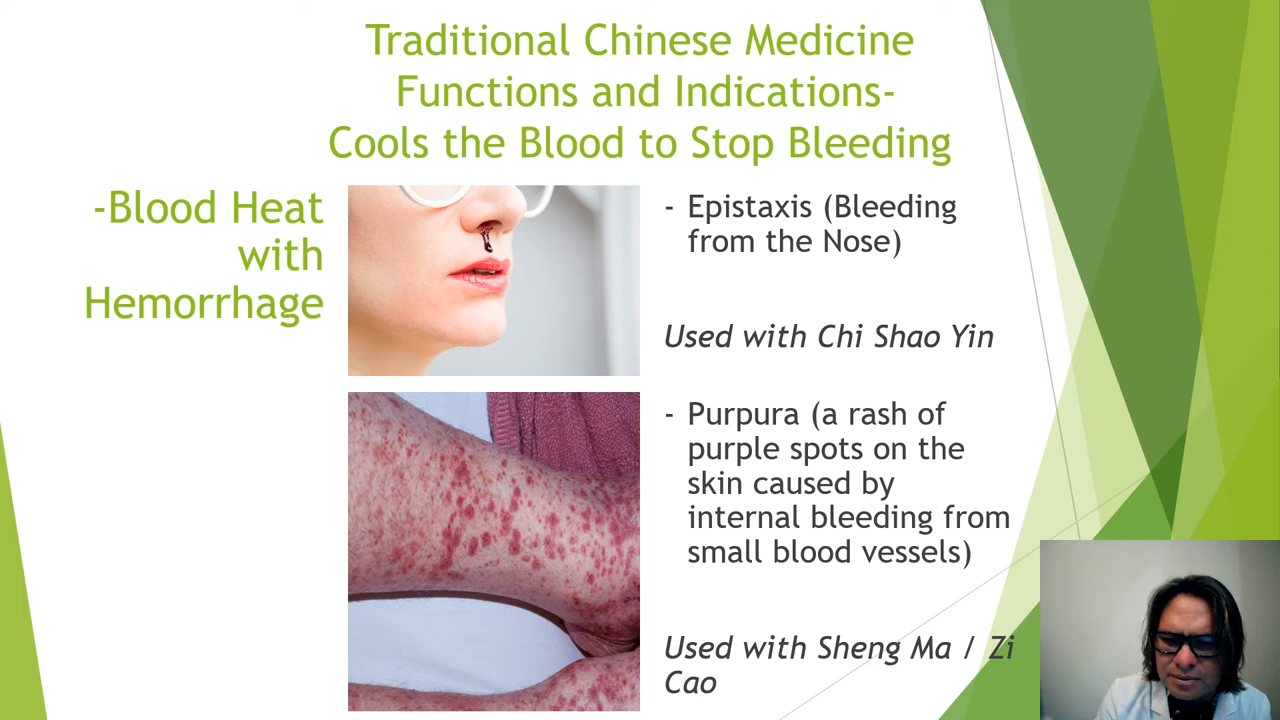 Traditional Chinese Medicine
Functions and Indications-
Cools the Blood to Stop Bleeding
-Blood Heat
with
Hemorrhage
- Epistaxis (Bleeding
from the Nose)
Used with Chi Shao Yin
- Purpura (a rash of
purple spots on the
skin caused by
internal bleeding from
small blood vessels)
Used with Sheng Ma / Zi
Cao